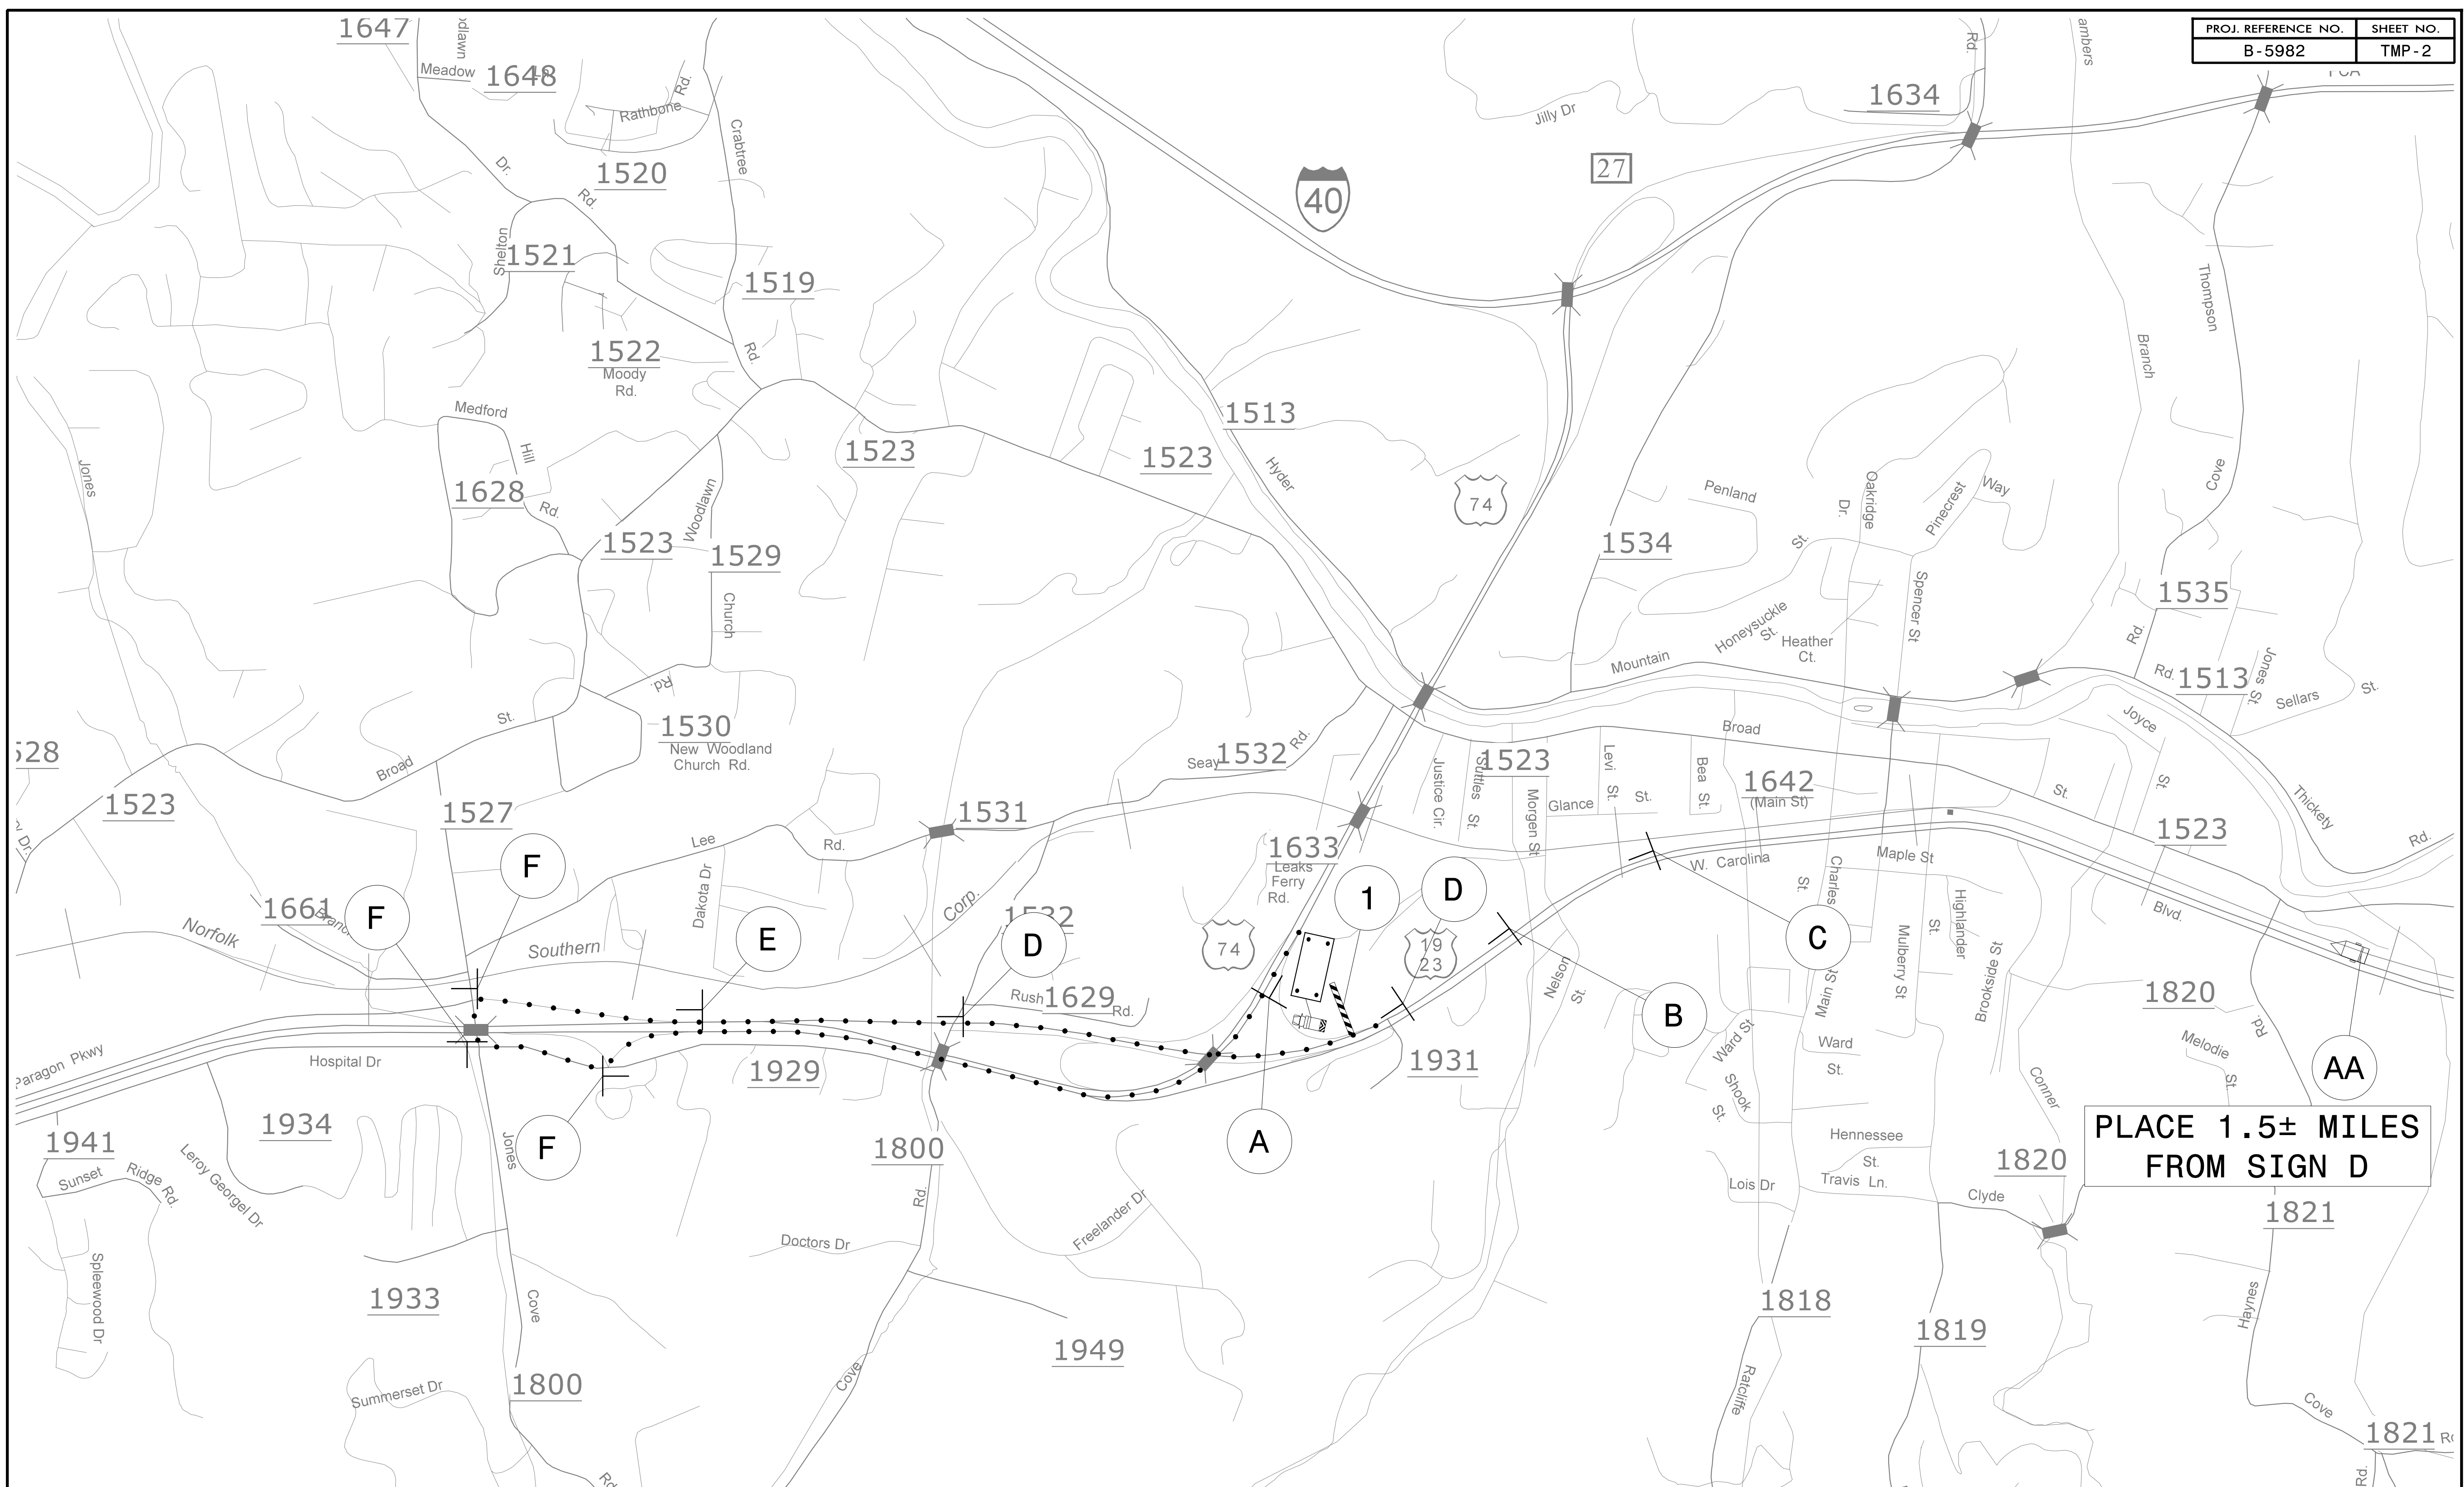 PROJ. REFERENCE NO.
SHEET NO.
B-5982
TMP-2
1647
Meadow
1648
Rd.
Rathbone
Crabtree
1520
Dr.
Rd.
Shelton
1521
1519
1522
Moody
Rd.
Rd.
Jilly Dr
1634
Rd.
ambers
40
27
Thompson
Branch
Jones
Medford
Hill
1628
Rd.
1523
Woodlawn
1529
Church
1523
1523
1513
Hyder
74
Penland
Dr.
Oakridge
Pinecrest
Way
Cove
1534
St.
Spencer St
1535
Rd.
Honeysuckle
St.
Heather
Ct.
Mountain
Rd.
1513
Jones St.
Sellars
St.
Rd.
1530
New Woodland
Church Rd.
St.
Broad
528
1523
1527
1531
Lee
Rd.
Dakota Dr
Seay
1532
Rd.
Justice Cir.
Suttles St.
1523
Morgen St
Glance
St.
Levi St.
Bea St.
Broad
1642
(Main St)
Joyce
St.
St.
Thickety
Rd.
1523
1633
Leaks
Ferry
Rd.
W. Carolina
Maple St
Charles
St.
Highlander
St.
Blvd.
1661
F
F
E
D
1
D
C
B
A
F
AA
Norfolk
Southern
Corp.
1532
74
19
23
Nelson
St.
Mulberry St
Brookside St
Main St
1820
Rd.
Rush
1629
Rd.
1931
Ward St
Ward
St.
Shook
St.
Conner
Melodie
St
PLACE 1.5± MILES
FROM SIGN D
Paragon Pkwy
Hospital Dr
1929
1934
1941
Sunset
Ridge Rd.
Leroy Georgel Dr
Jones
1800
Rd.
Hennessee
St.
Travis Ln.
Lois Dr
1820
Clyde
1821
Spleewood Dr
Doctors Dr
Freelander Dr
1933
Cove
1949
1818
1819
Haynes
Summerset Dr
1800
Cove
Ratcliffe
Cove
1821
Rd
Rd.